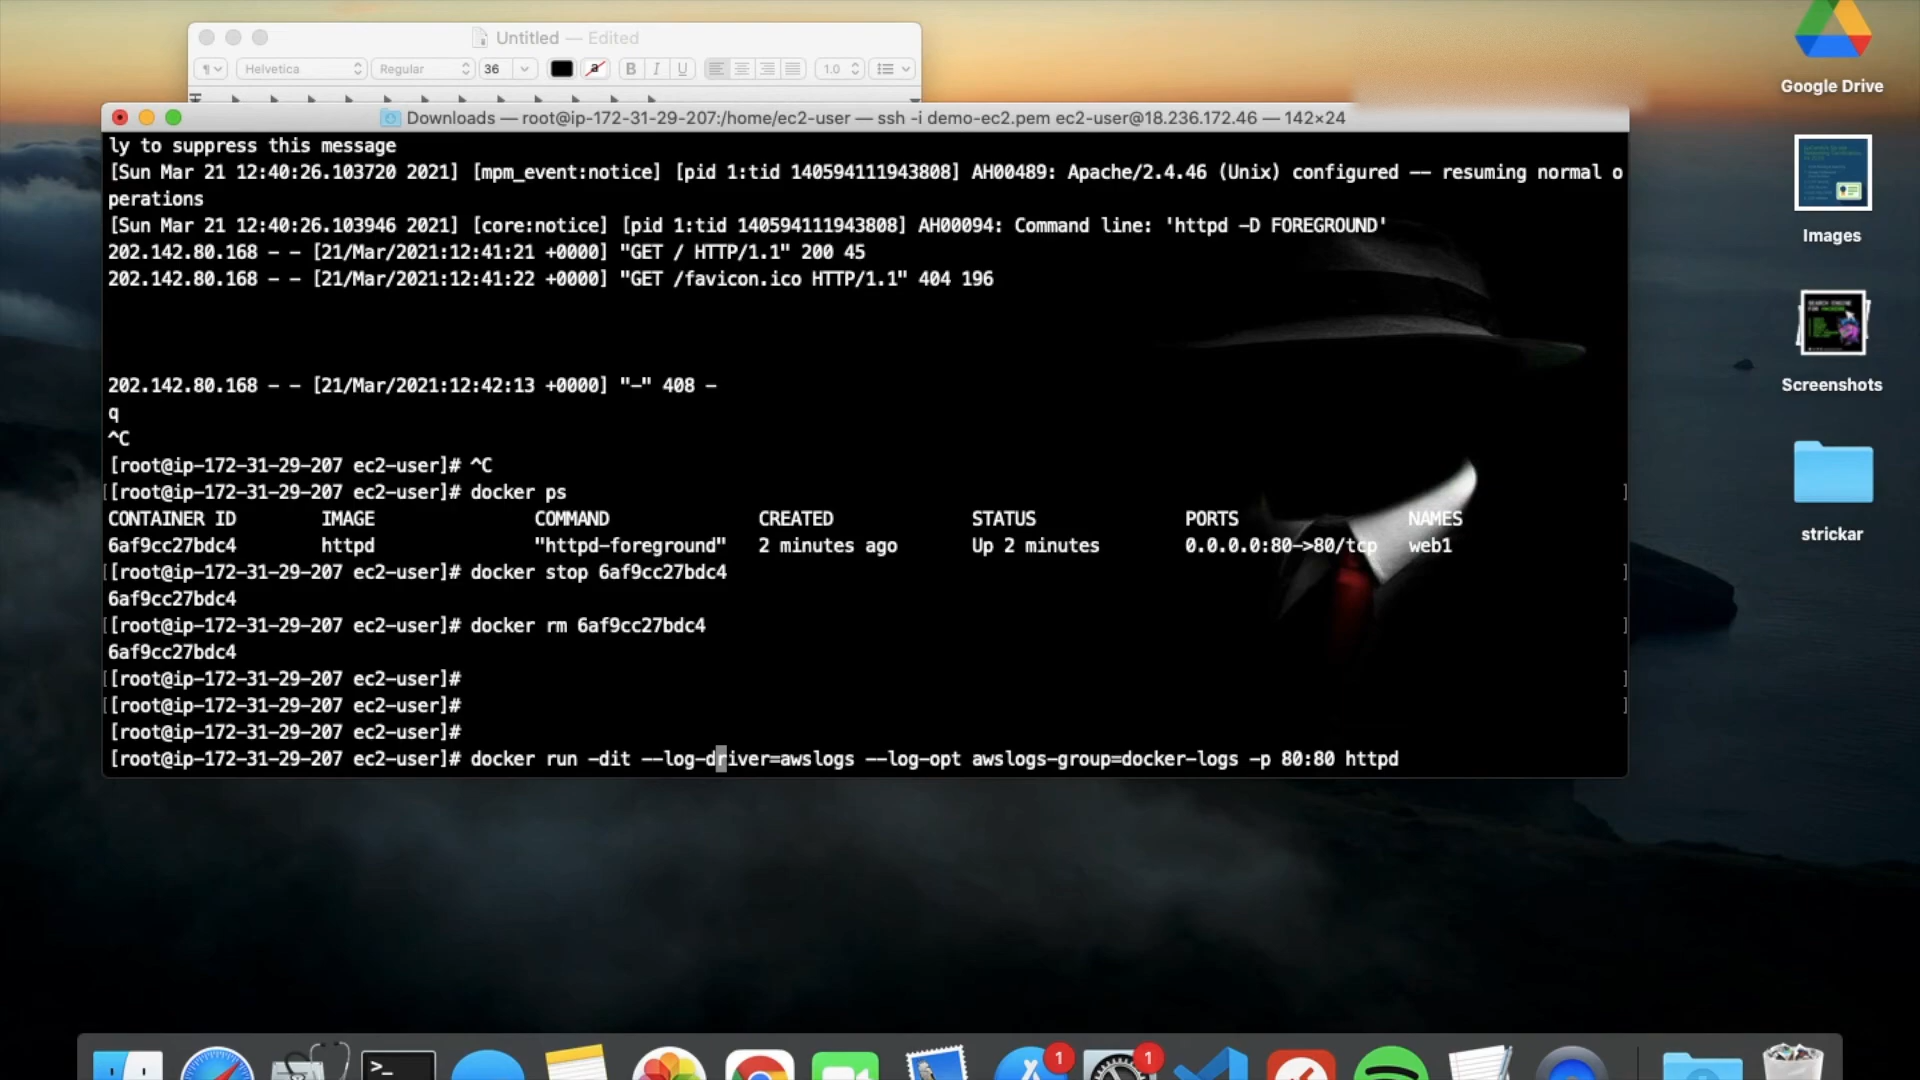 Untitled — Edited
Helvetica Regular 36 B I U 1.0
Downloads — root@ip-172-31-29-207:/home/ec2-user — ssh -i demo-ec2.pem ec2-user@18.236.172.46 — 142×24
ly to suppress this message
[Sun Mar 21 12:40:26.103720 2021] [mpm_event:notice] [pid 1:tid 140594111943808] AH00489: Apache/2.4.46 (Unix) configured -- resuming normal o
perations
[Sun Mar 21 12:40:26.103946 2021] [core:notice] [pid 1:tid 140594111943808] AH00094: Command line: 'httpd -D FOREGROUND'
202.142.80.168 - - [21/Mar/2021:12:41:21 +0000] "GET / HTTP/1.1" 200 45
202.142.80.168 - - [21/Mar/2021:12:41:22 +0000] "GET /favicon.ico HTTP/1.1" 404 196
202.142.80.168 - - [21/Mar/2021:12:42:13 +0000] "-" 408 -
q
^C
[root@ip-172-31-29-207 ec2-user]# ^C
[[root@ip-172-31-29-207 ec2-user]# docker ps ]
CONTAINER ID IMAGE COMMAND CREATED STATUS PORTS NAMES
6af9cc27bdc4 httpd "httpd-foreground" 2 minutes ago Up 2 minutes 0.0.0.0:80->80/tcp web1
[[root@ip-172-31-29-207 ec2-user]# docker stop 6af9cc27bdc4 ]
6af9cc27bdc4
[[root@ip-172-31-29-207 ec2-user]# docker rm 6af9cc27bdc4 ]
6af9cc27bdc4
[[root@ip-172-31-29-207 ec2-user]# ]
[[root@ip-172-31-29-207 ec2-user]# ]
[root@ip-172-31-29-207 ec2-user]#
[root@ip-172-31-29-207 ec2-user]# docker run -dit --log-driver=awslogs --log-opt awslogs-group=docker-logs -p 80:80 httpd
Google Drive
Images
Screenshots
strickar
1
1